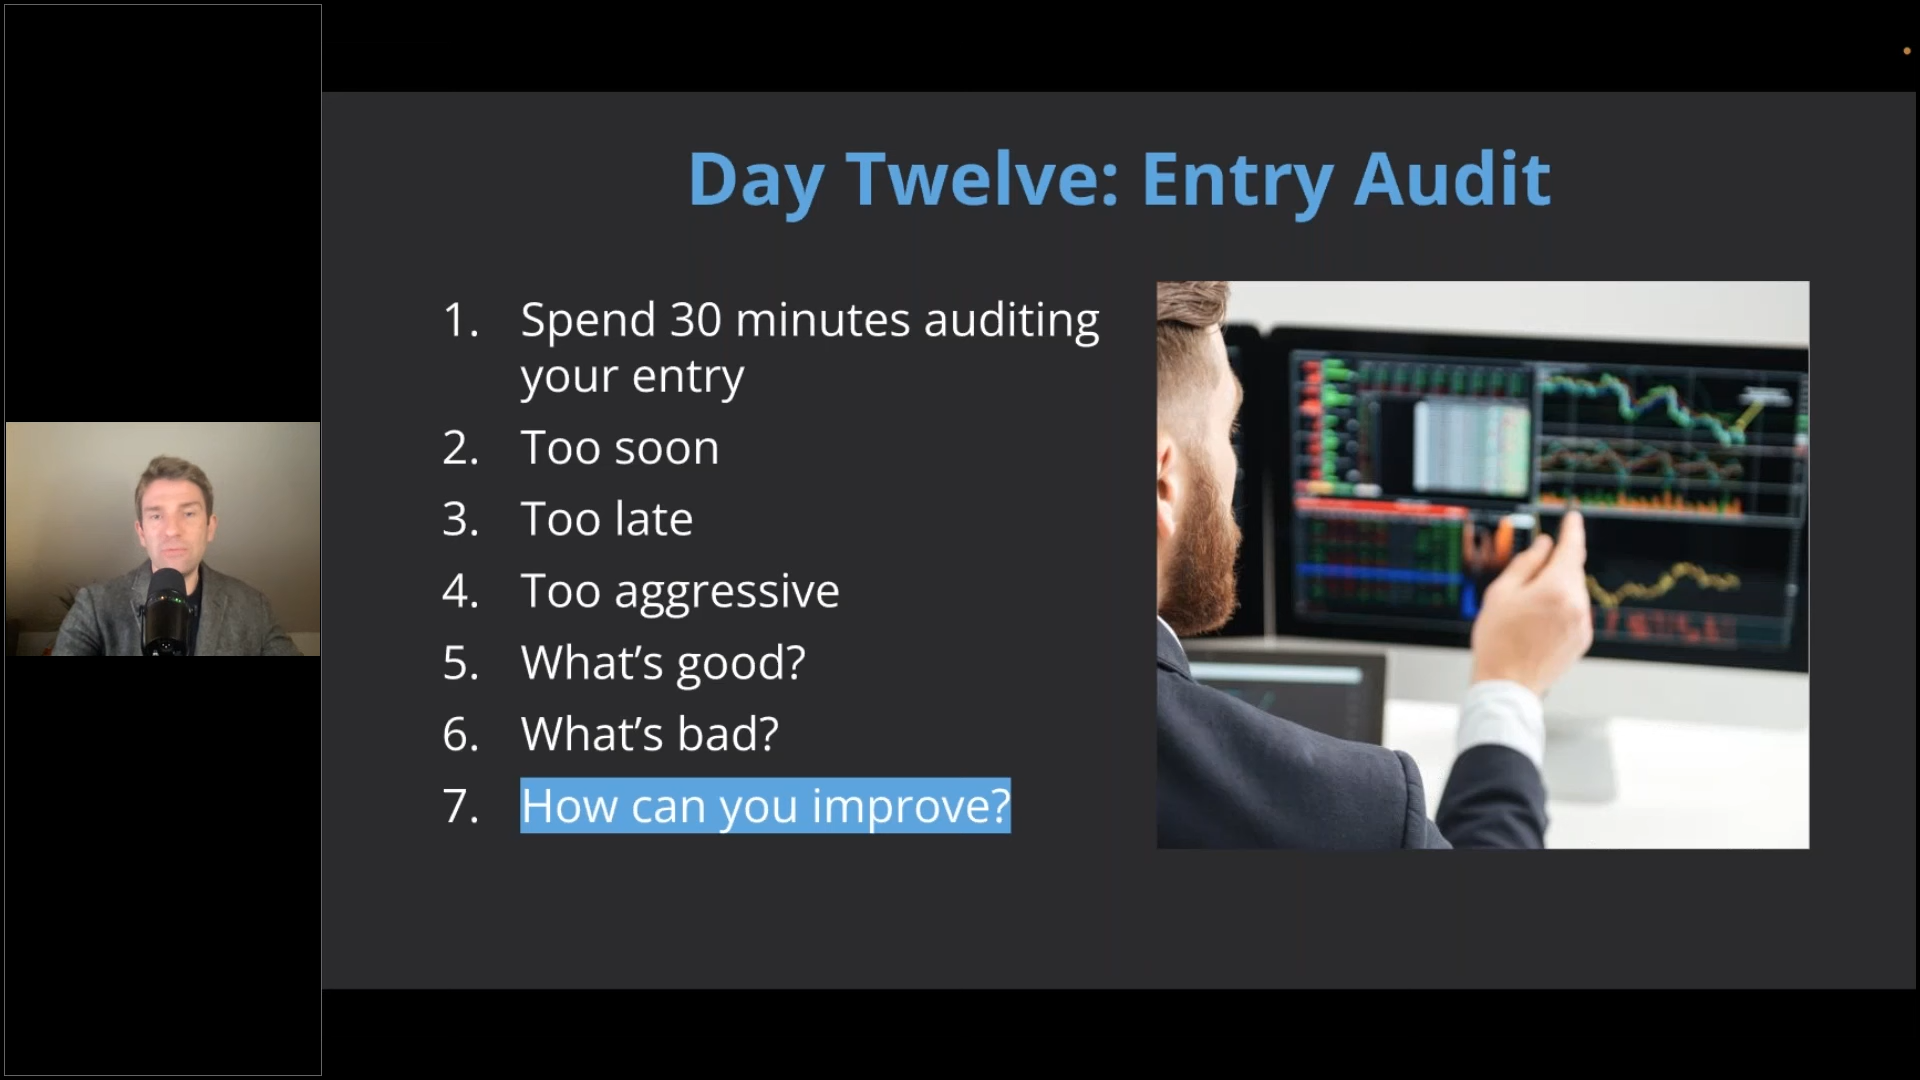 Day Twelve: Entry Audit
1. Spend 30 minutes auditing
your entry
2. Too soon
3. Too late
4. Too aggressive
5. What’s good?
6. What’s bad?
7. How can you improve?